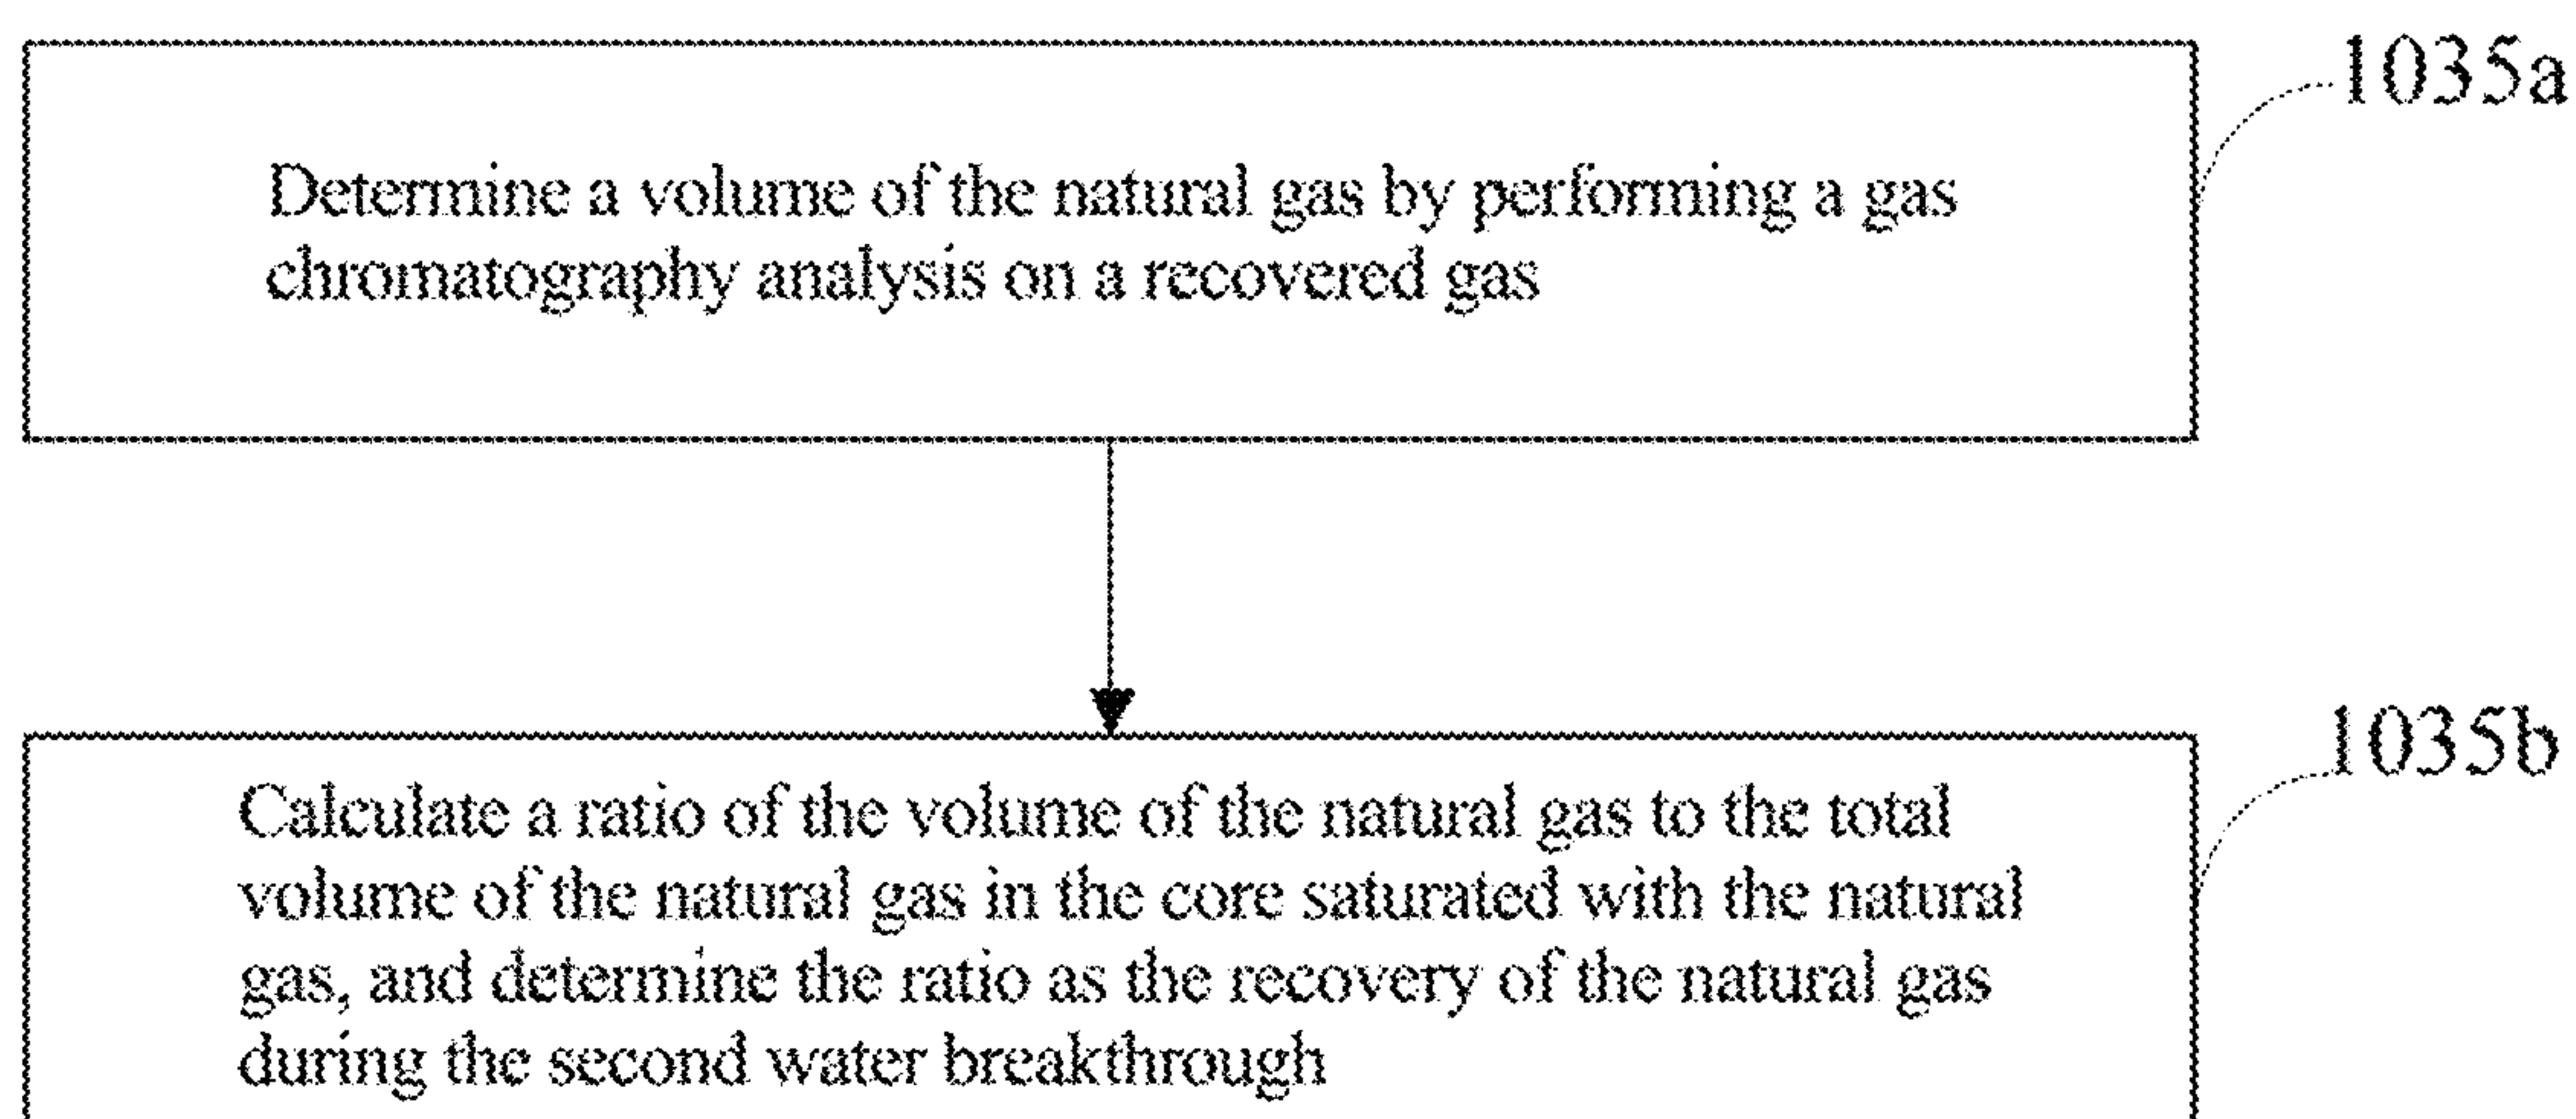 1035a
Determine a volume of the natural gas by performing a gas
chromatography analysis on a recovered gas
1035b
Calculate a ratio of the volume of the natural gas to the total
volume of the natural gas in the core saturated with the natural
gas, and determine the ratio as the recovery of the natural gas
during the second water breakthrough